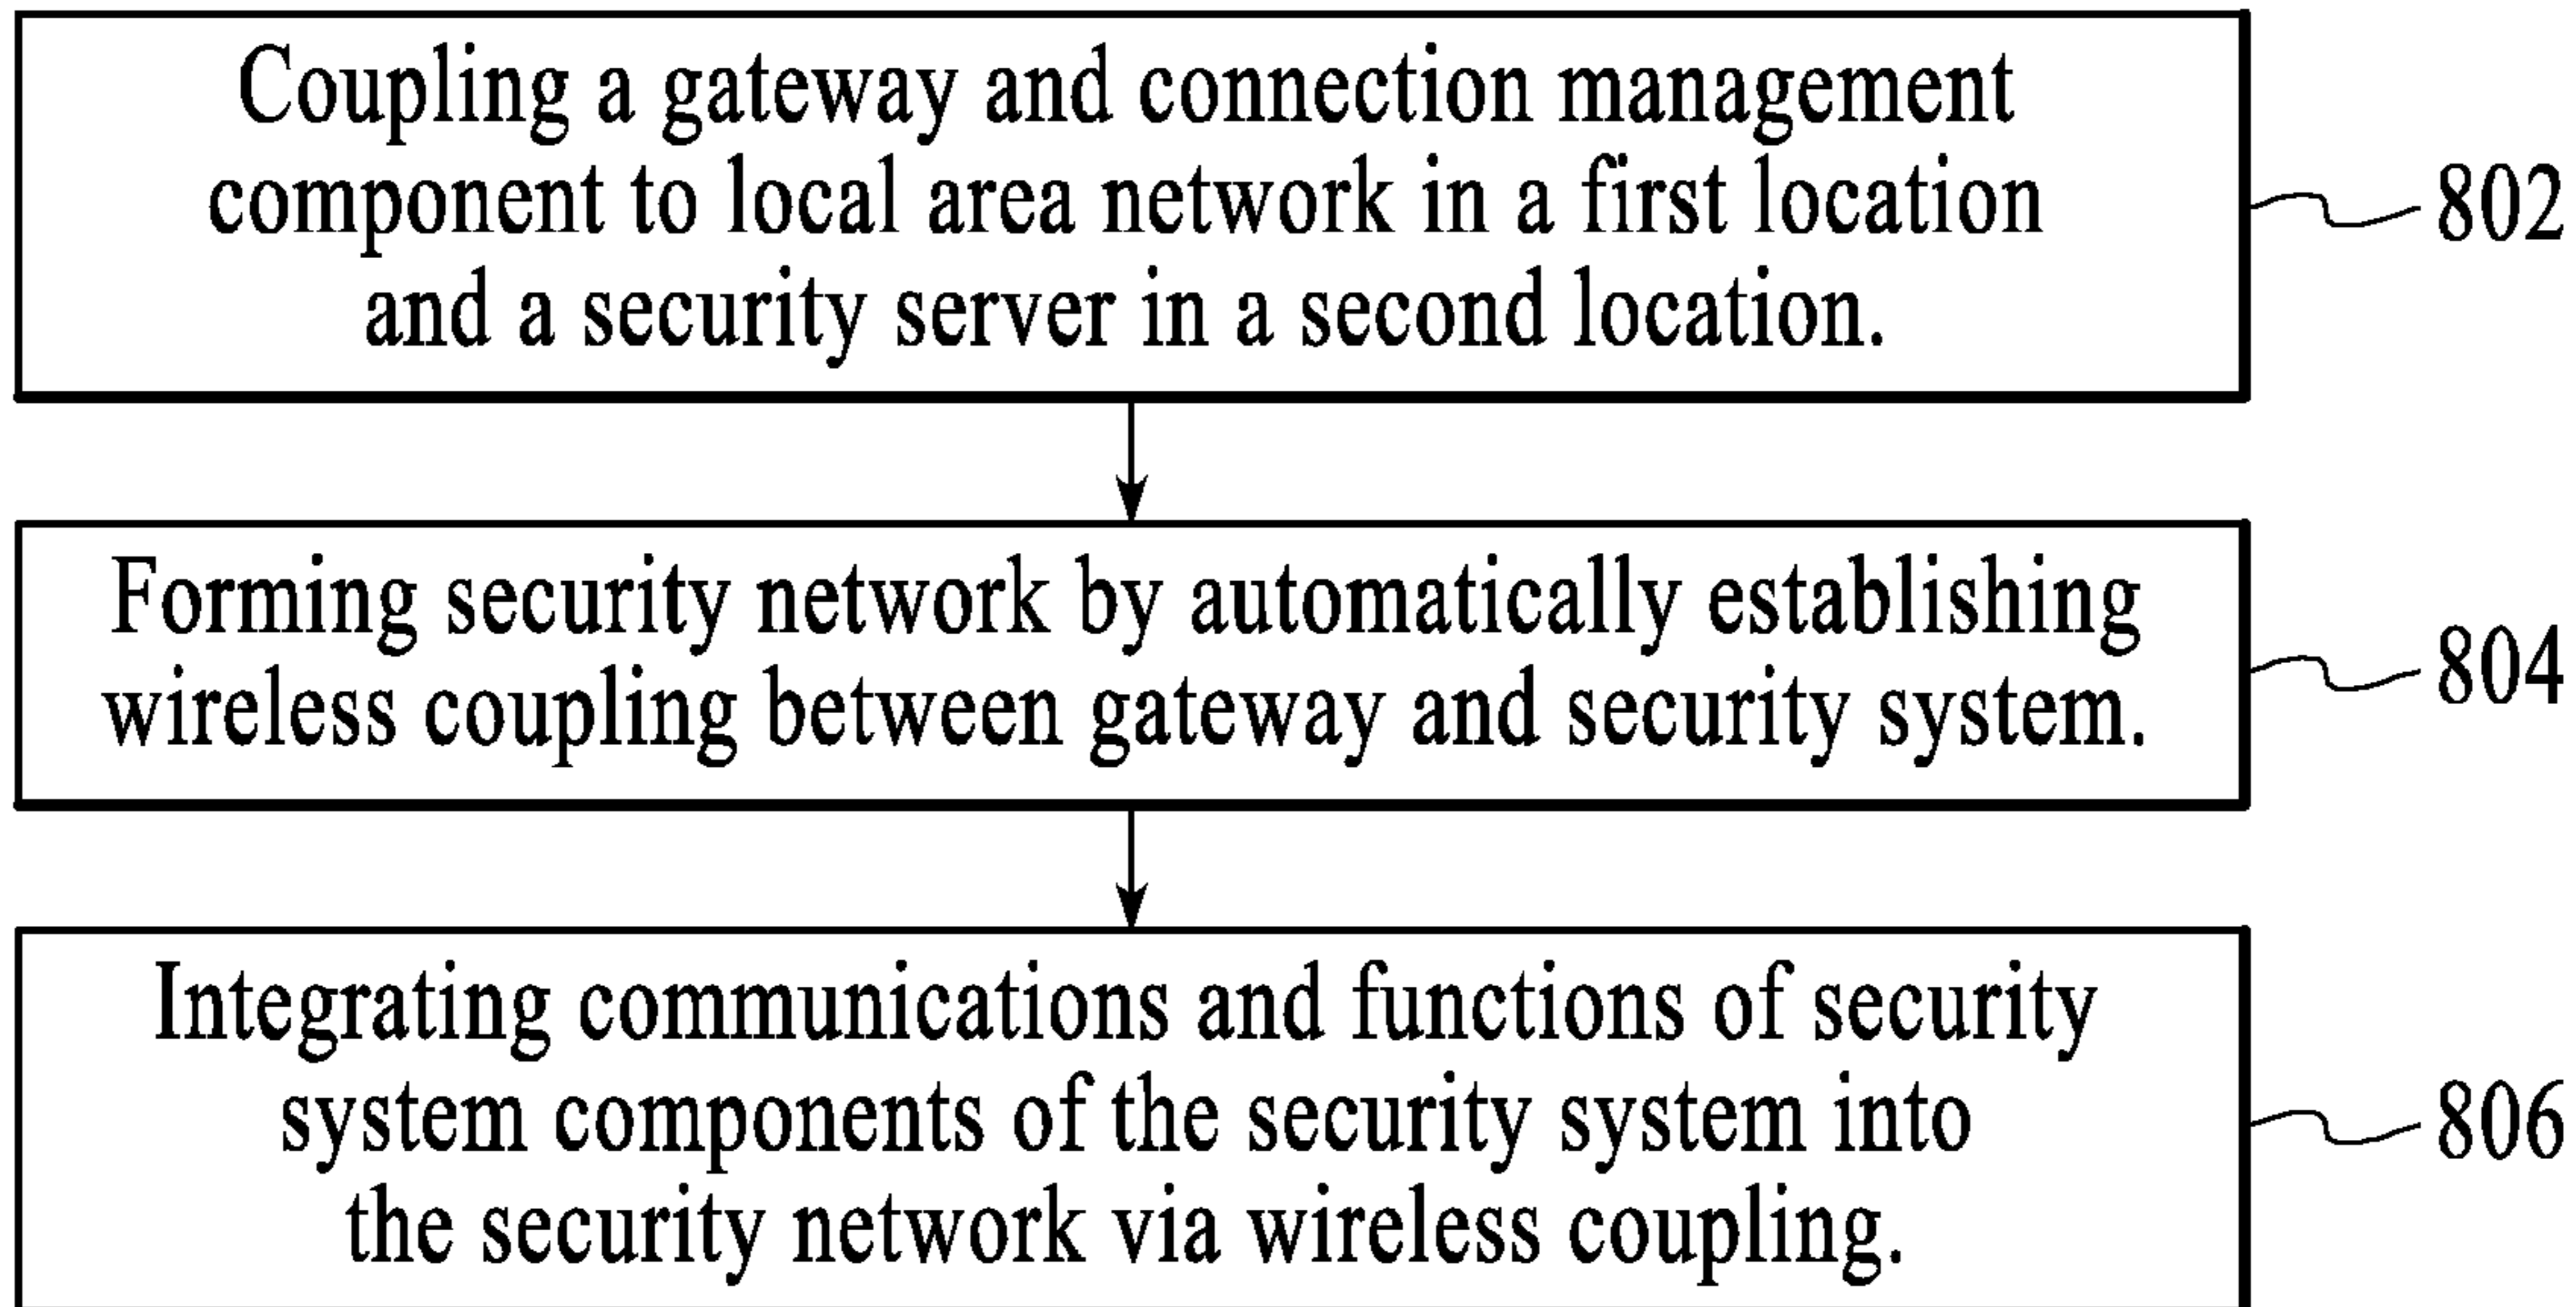 Coupling a gateway and connection management
component to local area network in a first location
and a security server in a second location.
802
Forming security network by automatically establishing
wireless coupling between gateway and security system.
804
Integrating communications and functions of security
system components of the security system into
the security network via wireless coupling.
806